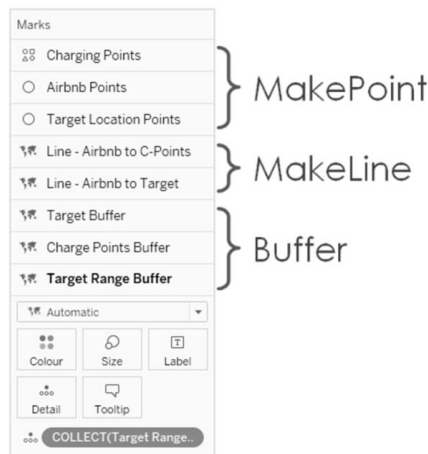 Marks
Charging Points
Airbnb Points
Target Location Points
MakePoint
Line - Airbnb to C-Points
Line - Airbnb to Target
MakeLine
Target Buffer
Charge Points Buffer
Target Range Buffer
Buffer
Automatic
Colour
Size
T
Label
Detail
Tooltip
COLLECT(Target Range..